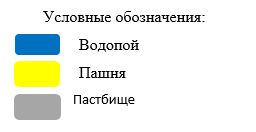 Условные обозначения:
Водопой
Пашня
Пастбище